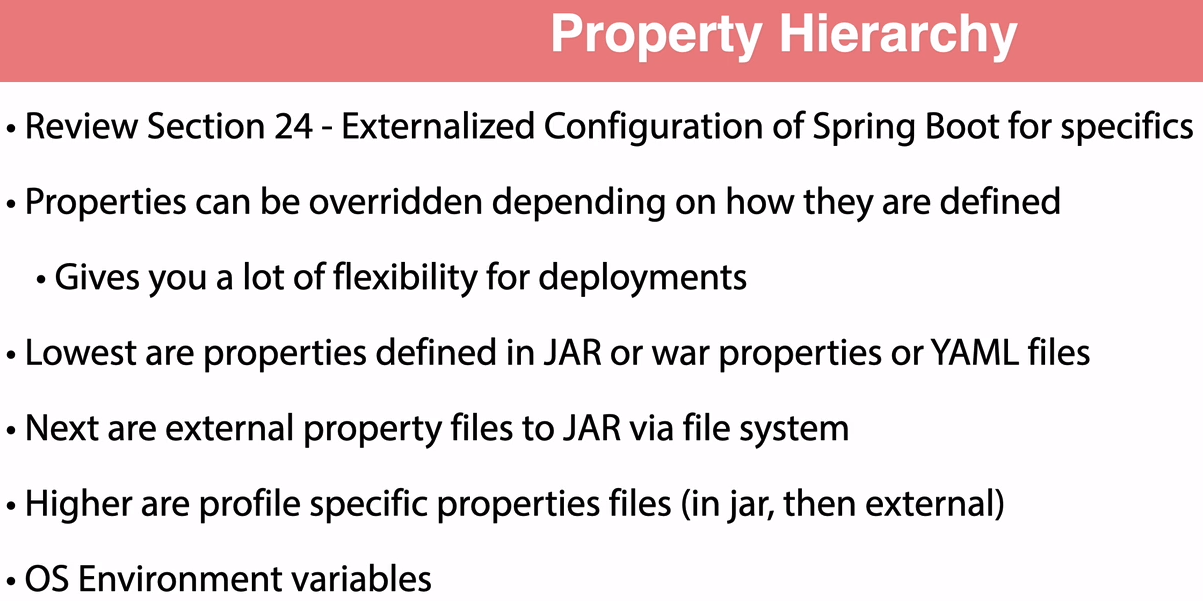 Property Hierarchy
• Review Section 24 - Externalized Configuration of Spring Boot for specifics
• Properties can be overridden depending on how they are defined
• Gives you a lot of flexibility for deployments
• Lowest are properties defined in JAR or war properties or YAML files
• Next are external property files to JAR via file system
• Higher are profile specific properties files (in jar, then external)
• OS Environment variables